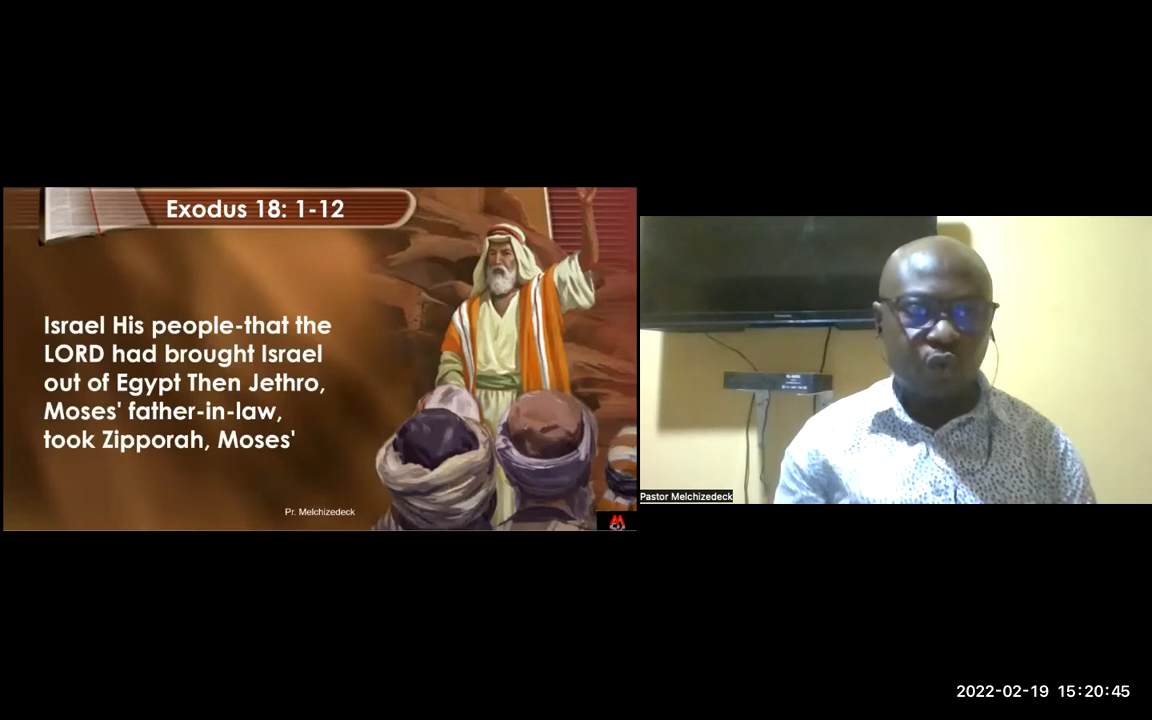 Exodus 18: 1-12
Israel His people-that the
LORD had brought Israel
out of Egypt Then Jethro,
Moses' father-in-law,
took Zipporah, Moses'
Pr. Melchizedeck
Pastor Melchizedeck
2022-02-19 15:20:45